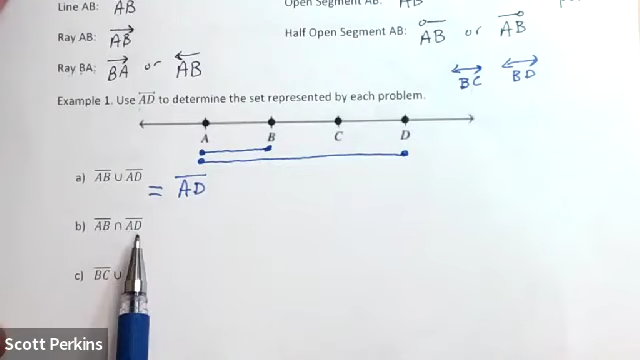 Line AB: AB
Open Segment AB: AB
Ray AB: AB
Half Open Segment AB: AB or AB
Ray BA: BA or AB
BC BD
Example 1. Use AD to determine the set represented by each problem.
A B C D
a) AB ∪ AD = AD
b) AB ∩ AD
c) BC ∪
Scott Perkins